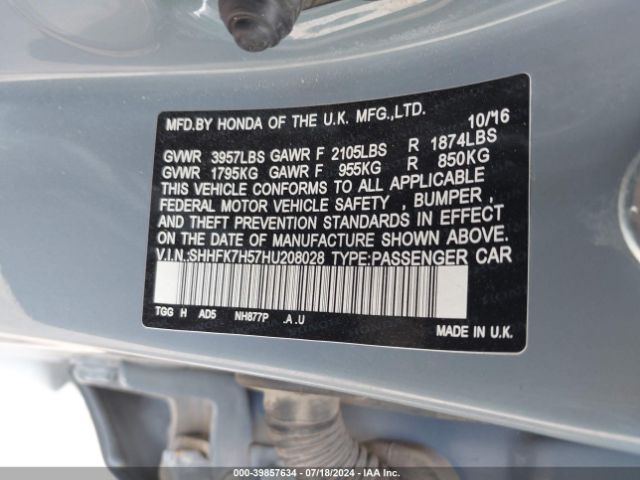 MFD.BY HONDA OF THE U.K. MFG.,LTD. 10/16
GVWR 3957LBS GAWR F 2105LBS R 1874LBS
GVWR 1795KG GAWR F 955KG R 850KG
THIS VEHICLE CONFORMS TO ALL APPLICABLE
FEDERAL MOTOR VEHICLE SAFETY , BUMPER ,
AND THEFT PREVENTION STANDARDS IN EFFECT
ON THE DATE OF MANUFACTURE SHOWN ABOVE.
V.I.N.:SHHFK7H57HU208028 TYPE:PASSENGER CAR
TGG H AD5 NH877P .A .U
MADE IN U.K.
000-39857634 - 07/18/2024 - IAA Inc.